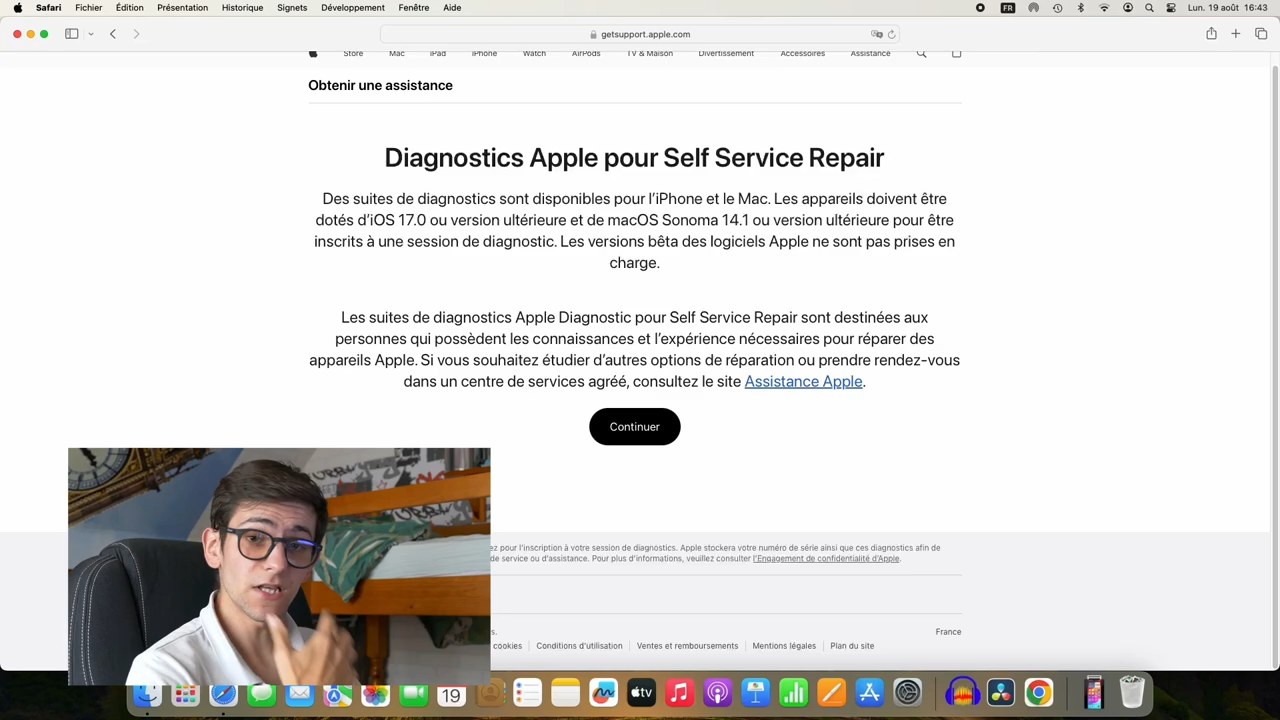 Safari Fichier Édition Présentation Historique Signets Développement Fenêtre Aide FR Lun. 19 août 16:43
getsupport.apple.com
Store Mac iPad iPhone Watch AirPods TV & Maison Divertissement Accessoires Assistance
Obtenir une assistance
Diagnostics Apple pour Self Service Repair
Des suites de diagnostics sont disponibles pour l’iPhone et le Mac. Les appareils doivent être
dotés d’iOS 17.0 ou version ultérieure et de macOS Sonoma 14.1 ou version ultérieure pour être
inscrits à une session de diagnostic. Les versions bêta des logiciels Apple ne sont pas prises en
charge.
Les suites de diagnostics Apple Diagnostic pour Self Service Repair sont destinées aux
personnes qui possèdent les connaissances et l’expérience nécessaires pour réparer des
appareils Apple. Si vous souhaitez étudier d’autres options de réparation ou prendre rendez-vous
dans un centre de services agréé, consultez le site Assistance Apple.
Continuer
pour l’inscription à votre session de diagnostics. Apple stockera votre numéro de série ainsi que ces diagnostics afin de
de service ou d'assistance. Pour plus d’informations, veuillez consulter l’Engagement de confidentialité d’Apple.
France
cookies Conditions d’utilisation Ventes et remboursements Mentions légales Plan du site
19
tv